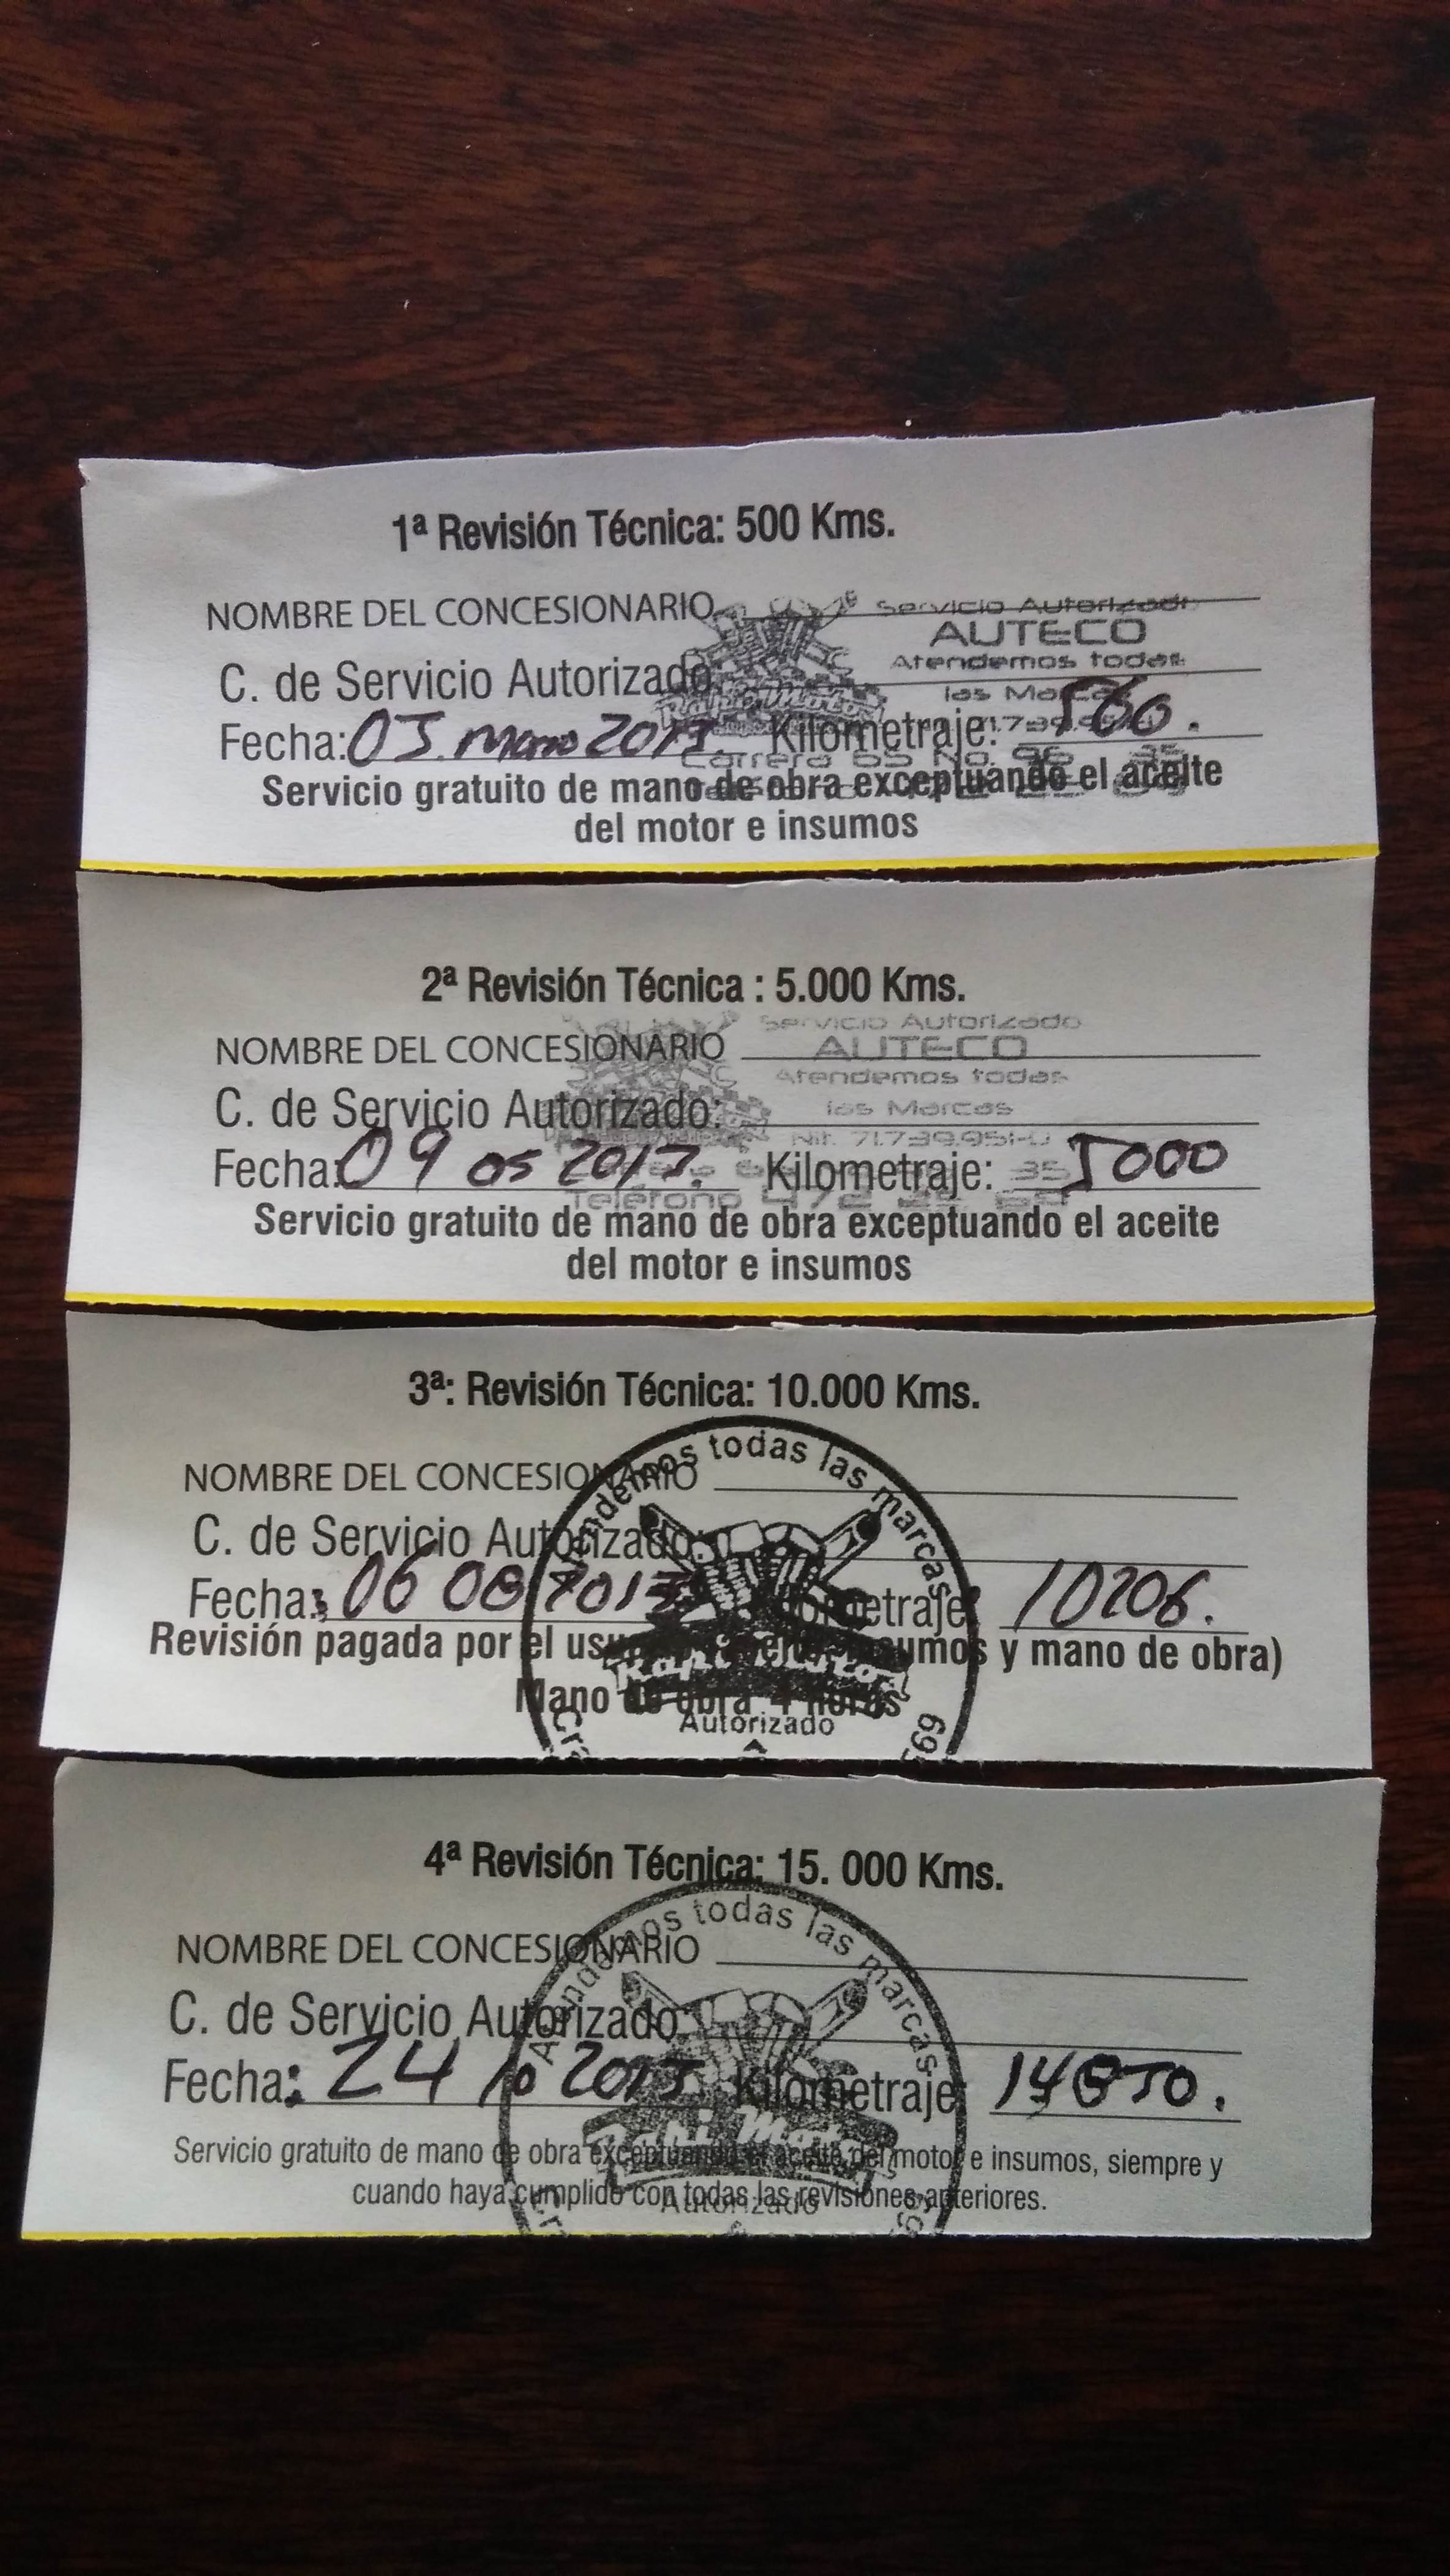 1ª Revisión Técnica: 500 Kms.
NOMBRE DEL CONCESIONARIO
Servicio Autorizado
AUTECO
Atendemos todas
las Marcas
C. de Servicio Autorizado:
Fecha: 03 Marzo 2017. Kilometraje: 560.
Carrera 65 No. 96
Servicio gratuito de mano de obra exceptuando el aceite
del motor e insumos
2ª Revisión Técnica : 5.000 Kms.
Servicio Autorizado
NOMBRE DEL CONCESIONARIO
AUTECO
Atendemos todas
C. de Servicio Autorizado:
las Marcas
Nit. 71.739.951-0
Fecha: 09 05 2017. Kilometraje: 5000
Teléfono
Servicio gratuito de mano de obra exceptuando el aceite
del motor e insumos
3ª: Revisión Técnica: 10.000 Kms.
Atendemos todas las marcas
NOMBRE DEL CONCESIONARIO
C. de Servicio Autorizado:
Fecha: 06 08 2017 Kilometraje: 10206.
Revisión pagada por el usuario insumos y mano de obra)
Mano de obra 4 horas
Autorizado
4ª Revisión Técnica: 15. 000 Kms.
Atendemos todas las marcas
NOMBRE DEL CONCESIONARIO
C. de Servicio Autorizado:
Fecha: 24 10 2017 Kilometraje: 14850.
Servicio gratuito de mano de obra exceptuando el aceite del motor e insumos, siempre y
cuando haya cumplido con todas las revisiones anteriores.
Autorizado